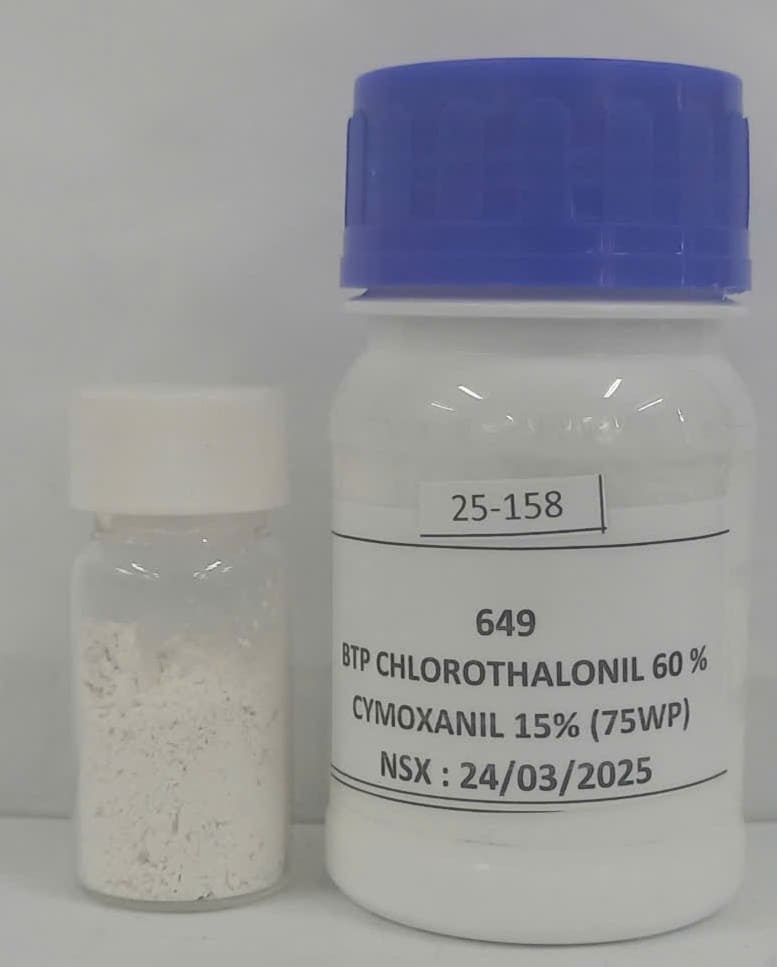 25-158
649
BTP CHLOROTHALONIL 60 %
CYMOXANIL 15% (75WP)
NSX : 24/03/2025